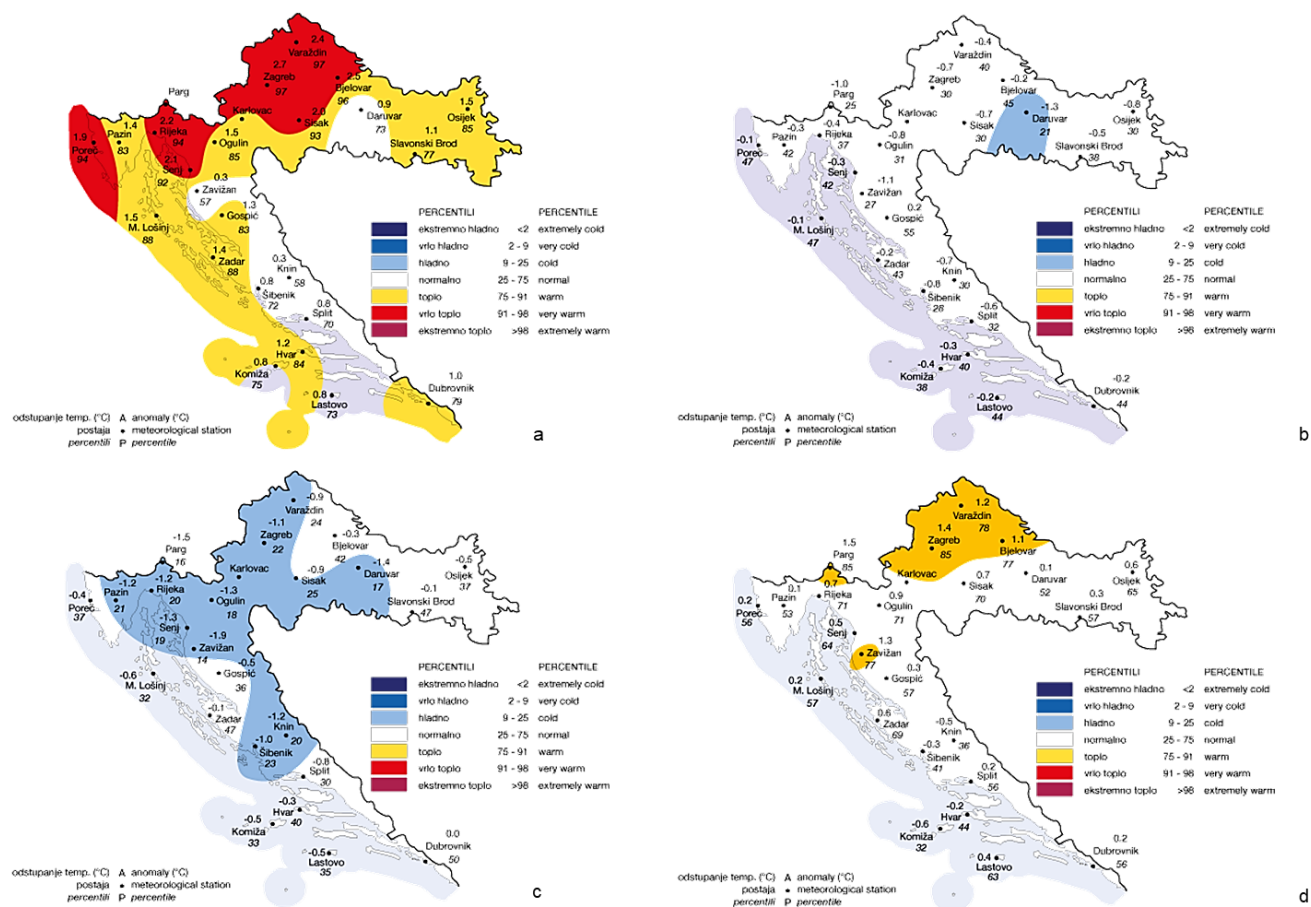 2.4
Varaždin
97
2.7
Zagreb
97
2.5
Bjelovar
96
Parg
Karlovac
2.0
Sisak
93
0.9
Daruvar
73
1.5
Osijek
85
1.1
Slavonski Brod
77
1.9
Poreč
94
1.4
Pazin
83
2.2
Rijeka
94
1.5
Ogulin
85
2.1
Senj
92
0.3
Zavižan
57
1.3
Gospić
83
1.5
M. Lošinj
88
1.4
Zadar
88
0.3
Knin
58
0.8
Šibenik
72
0.8
Split
70
1.2
Hvar
84
0.8
Komiža
75
0.8
Lastovo
73
1.0
Dubrovnik
79
PERCENTILI PERCENTILE
ekstremno hladno <2 extremely cold
vrlo hladno 2 - 9 very cold
hladno 9 - 25 cold
normalno 25 - 75 normal
toplo 75 - 91 warm
vrlo toplo 91 - 98 very warm
ekstremno toplo >98 extremely warm
odstupanje temp. (°C) A anomaly (°C)
postaja • meteorological station
percentili P percentile
a
-0.4
Varaždin
40
-0.7
Zagreb
30
-0.2
Bjelovar
45
-1.0
Parg
25
Karlovac
-0.7
Sisak
30
-1.3
Daruvar
21
-0.8
Osijek
30
-0.5
Slavonski Brod
38
-0.1
Poreč
47
-0.3
Pazin
42
-0.4
Rijeka
37
-0.8
Ogulin
31
-0.3
Senj
42
-1.1
Zavižan
27
0.2
Gospić
55
-0.1
M. Lošinj
47
-0.2
Zadar
43
-0.7
Knin
30
-0.8
Šibenik
28
-0.6
Split
32
-0.3
Hvar
40
-0.4
Komiža
38
-0.2
Lastovo
44
-0.2
Dubrovnik
44
PERCENTILI PERCENTILE
ekstremno hladno <2 extremely cold
vrlo hladno 2 - 9 very cold
hladno 9 - 25 cold
normalno 25 - 75 normal
toplo 75 - 91 warm
vrlo toplo 91 - 98 very warm
ekstremno toplo >98 extremely warm
odstupanje temp. (°C) A anomaly (°C)
postaja • meteorological station
percentili P percentile
b
-0.9
Varaždin
24
-1.1
Zagreb
22
-0.3
Bjelovar
42
-1.5
Parg
16
Karlovac
-0.9
Sisak
25
-1.4
Daruvar
17
-0.5
Osijek
37
-0.1
Slavonski Brod
47
-0.4
Poreč
37
-1.2
Pazin
21
-1.2
Rijeka
20
-1.3
Ogulin
18
-1.3
Senj
19
-1.9
Zavižan
14
-0.5
Gospić
36
-0.6
M. Lošinj
32
-0.1
Zadar
47
-1.2
Knin
20
-1.0
Šibenik
23
-0.8
Split
30
-0.3
Hvar
40
-0.5
Komiža
33
-0.5
Lastovo
35
0.0
Dubrovnik
50
PERCENTILI PERCENTILE
ekstremno hladno <2 extremely cold
vrlo hladno 2 - 9 very cold
hladno 9 - 25 cold
normalno 25 - 75 normal
toplo 75 - 91 warm
vrlo toplo 91 - 98 very warm
ekstremno toplo >98 extremely warm
odstupanje temp. (°C) A anomaly (°C)
postaja • meteorological station
percentili P percentile
c
1.2
Varaždin
78
1.4
Zagreb
85
1.1
Bjelovar
77
1.5
Parg
85
Karlovac
0.7
Sisak
70
0.1
Daruvar
52
0.6
Osijek
65
0.3
Slavonski Brod
57
0.2
Poreč
56
0.1
Pazin
53
0.7
Rijeka
71
0.9
Ogulin
71
0.5
Senj
64
1.3
Zavižan
77
0.3
Gospić
57
0.2
M. Lošinj
57
0.6
Zadar
69
-0.5
Knin
36
-0.3
Šibenik
41
0.2
Split
56
-0.2
Hvar
44
-0.6
Komiža
32
0.4
Lastovo
63
0.2
Dubrovnik
56
PERCENTILI PERCENTILE
ekstremno hladno <2 extremely cold
vrlo hladno 2 - 9 very cold
hladno 9 - 25 cold
normalno 25 - 75 normal
toplo 75 - 91 warm
vrlo toplo 91 - 98 very warm
ekstremno toplo >98 extremely warm
odstupanje temp. (°C) A anomaly (°C)
postaja • meteorological station
percentili P percentile
d